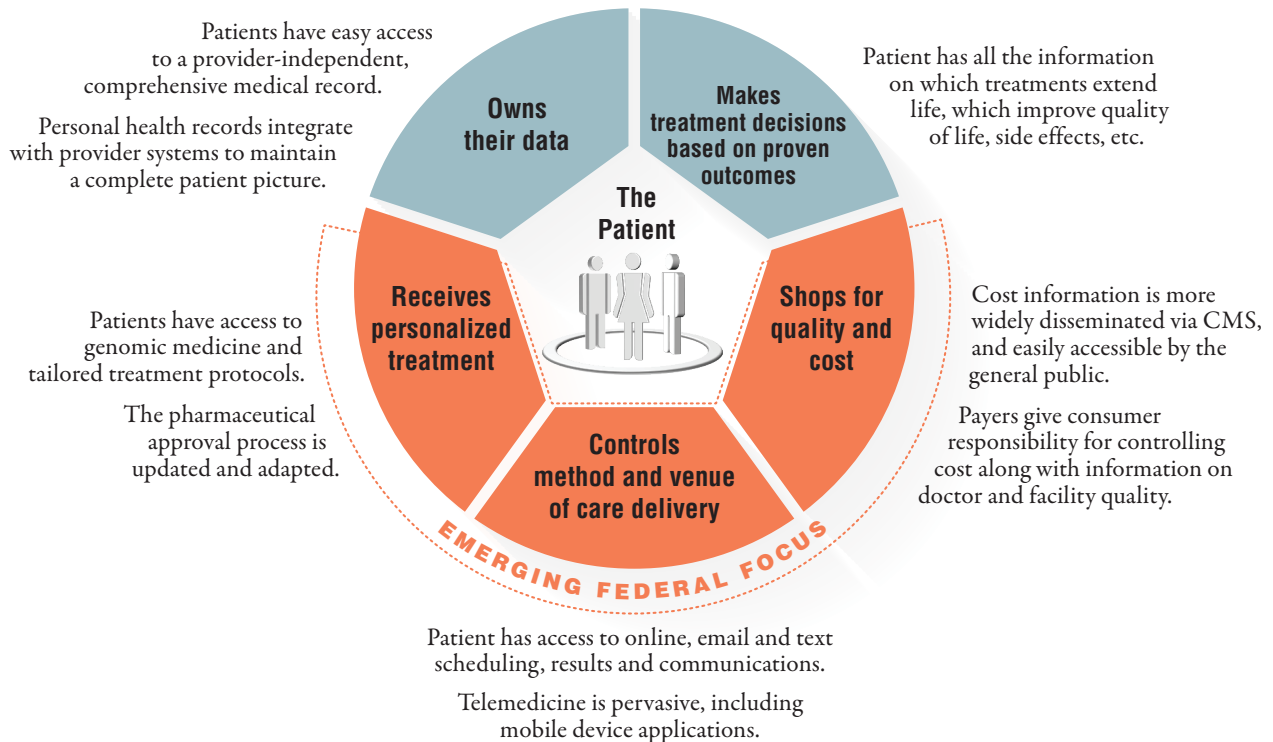 Patients have easy access
to a provider-independent,
comprehensive medical record.
Personal health records integrate
with provider systems to maintain
a complete patient picture.
Owns
their data
Makes
treatment decisions
based on proven
outcomes
Patient has all the information
on which treatments extend
life, which improve quality
of life, side effects, etc.
The
Patient
Receives
personalized
treatment
Patients have access to
genomic medicine and
tailored treatment protocols.
The pharmaceutical
approval process is
updated and adapted.
Shops for
quality and
cost
Cost information is more
widely disseminated via CMS,
and easily accessible by the
general public.
Payers give consumer
responsibility for controlling
cost along with information on
doctor and facility quality.
Controls
method and venue
of care delivery
EMERGING FEDERAL FOCUS
Patient has access to online, email and text
scheduling, results and communications.
Telemedicine is pervasive, including
mobile device applications.